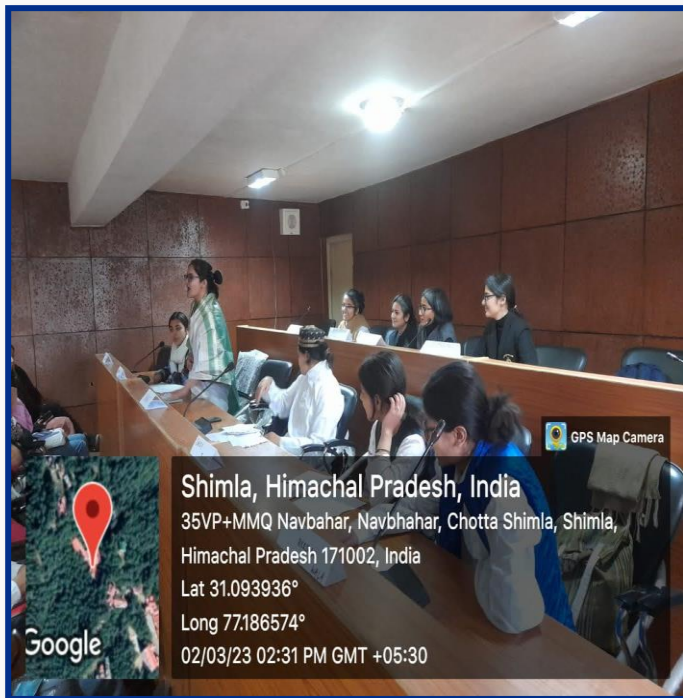 GPS Map Camera
Shimla, Himachal Pradesh, India
35VP+MMQ Navbahar, Navbhahar, Chotta Shimla, Shimla,
Himachal Pradesh 171002, India
Lat 31.093936°
Long 77.186574°
02/03/23 02:31 PM GMT +05:30
Google